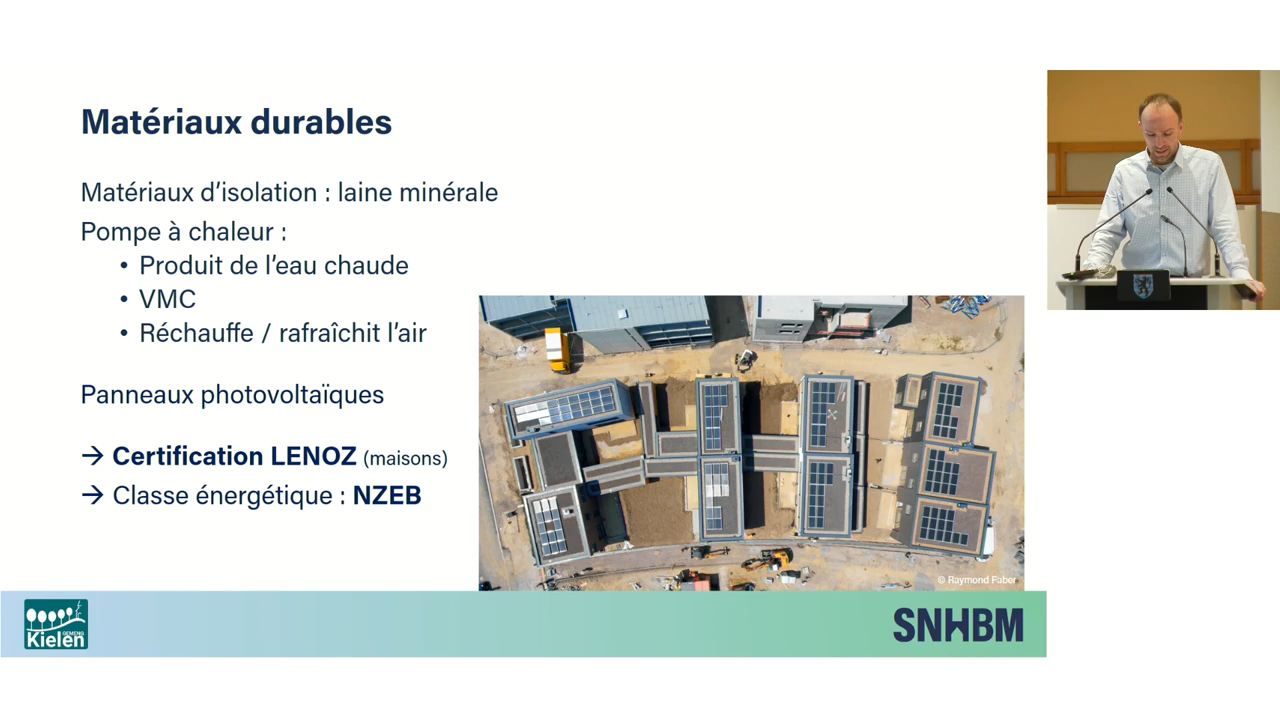 Matériaux durables
Matériaux d’isolation : laine minérale
Pompe à chaleur :
• Produit de l’eau chaude
• VMC
• Réchauffe / rafraîchit l’air
Panneaux photovoltaïques
→ Certification LENOZ (maisons)
→ Classe énergétique : NZEB
© Raymond Faber
GEMENG
Kielen
SNHBM